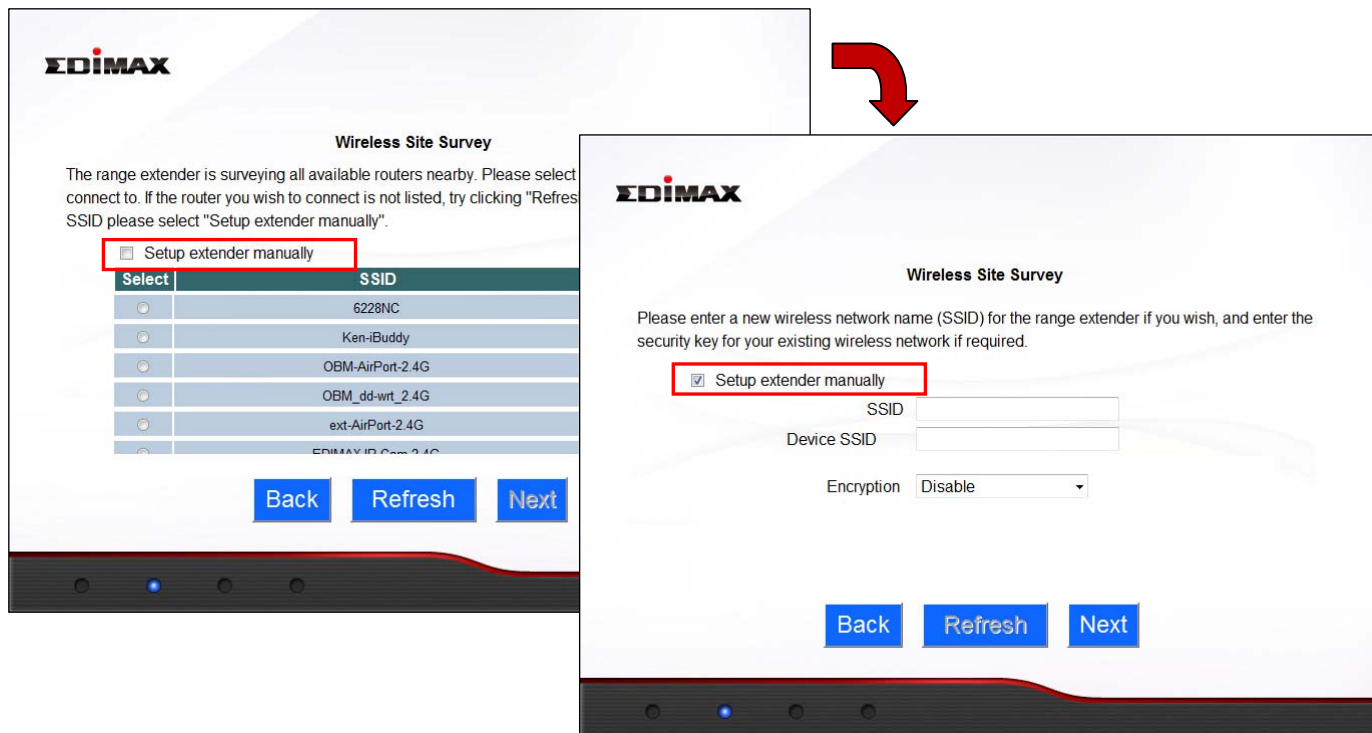 EDIMAX
Wireless Site Survey
The range extender is surveying all available routers nearby. Please select
connect to. If the router you wish to connect is not listed, try clicking "Refres
SSID please select "Setup extender manually".
Setup extender manually
Select SSID
6228NC
Ken-iBuddy
OBM-AirPort-2.4G
OBM_dd-wrt_2.4G
ext-AirPort-2.4G
Back Refresh Next
EDIMAX
Wireless Site Survey
Please enter a new wireless network name (SSID) for the range extender if you wish, and enter the
security key for your existing wireless network if required.
Setup extender manually
SSID
Device SSID
Encryption Disable
Back Refresh Next